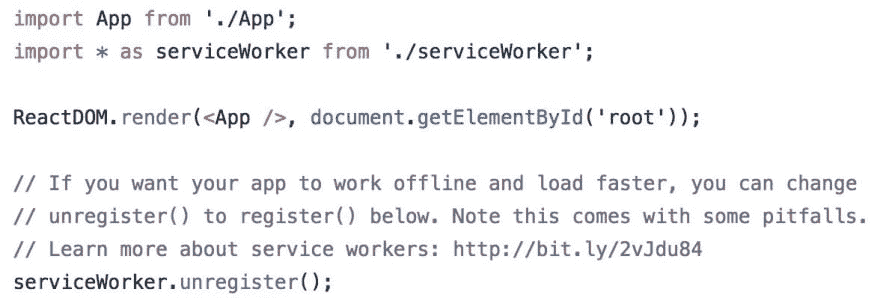 import App from './App';
import * as serviceWorker from './serviceWorker';
ReactDOM.render(<App />, document.getElementById('root'));
// If you want your app to work offline and load faster, you can change
// unregister() to register() below. Note this comes with some pitfalls.
// Learn more about service workers: http://bit.ly/2vJdu84
serviceWorker.unregister();